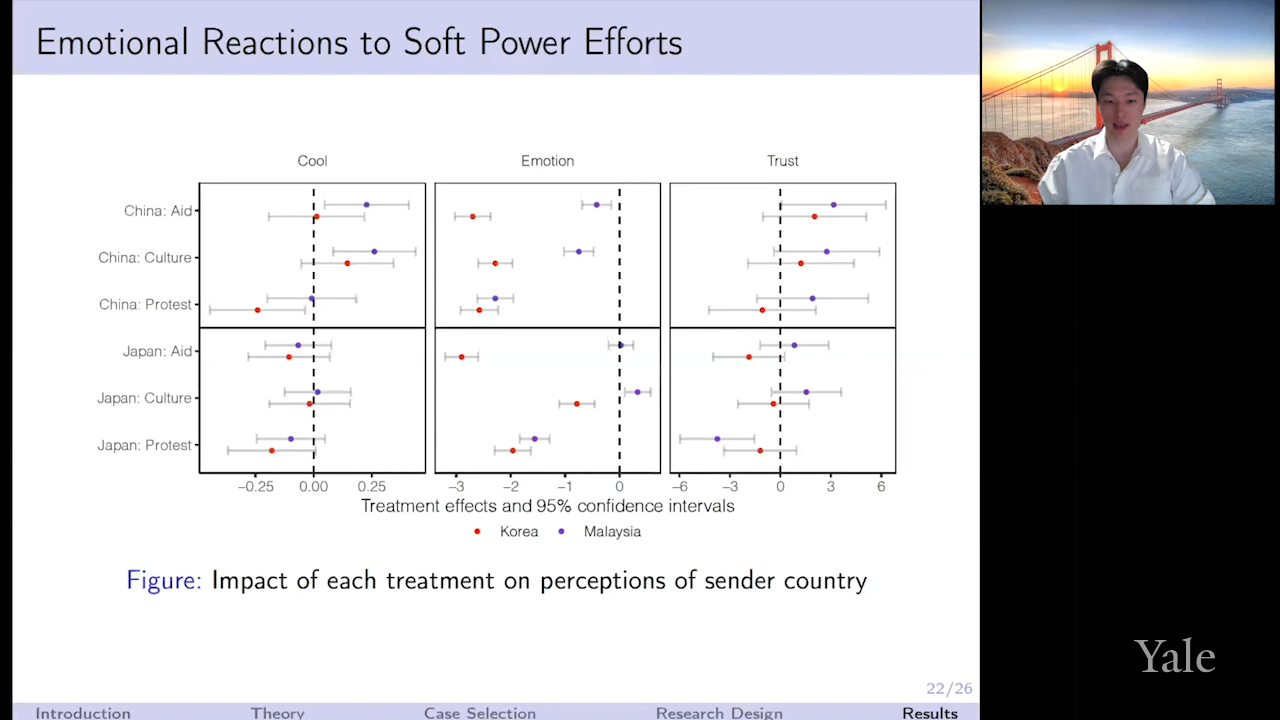 Emotional Reactions to Soft Power Efforts
Cool Emotion Trust
China: Aid
China: Culture
China: Protest
Japan: Aid
Japan: Culture
Japan: Protest
−0.25 0.00 0.25 −3 −2 −1 0 −6 −3 0 3 6
Treatment effects and 95% confidence intervals
Korea Malaysia
Figure: Impact of each treatment on perceptions of sender country
Yale
22/26
Introduction Theory Case Selection Research Design Results